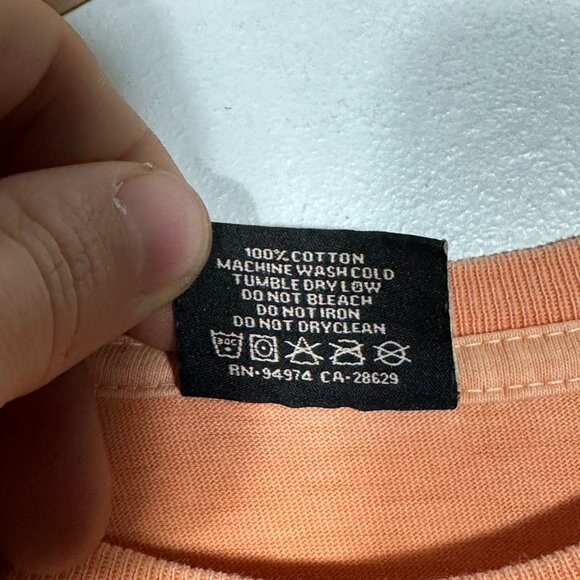 100% COTTON
MACHINE WASH COLD
TUMBLE DRY LOW
DO NOT BLEACH
DO NOT IRON
DO NOT DRYCLEAN
30C
RN-94974 CA-28629